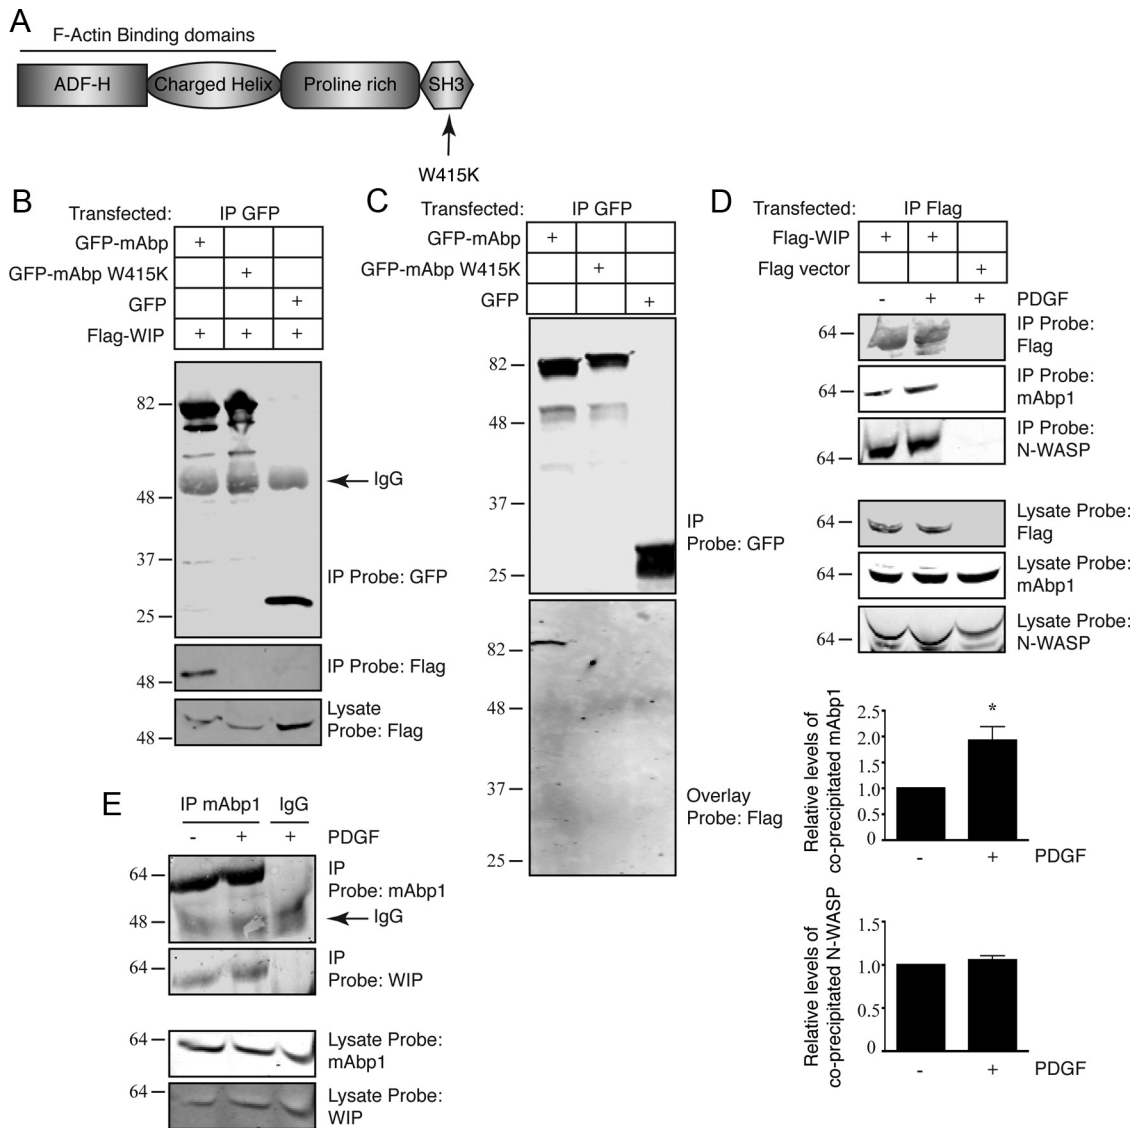 A
F-Actin Binding domains
ADF-H Charged Helix Proline rich SH3
W415K
B
Transfected: IP GFP
GFP-mAbp +
GFP-mAbp W415K +
GFP +
Flag-WIP + + +
82
IgG
48
37
IP Probe: GFP
25
IP Probe: Flag
48
Lysate
Probe: Flag
48
C
Transfected: IP GFP
GFP-mAbp +
GFP-mAbp W415K +
GFP +
82
48
37
IP
Probe: GFP
25
82
48
37
Overlay
Probe: Flag
25
D
Transfected: IP Flag
Flag-WIP + +
Flag vector +
- + + PDGF
64
IP Probe:
Flag
64
IP Probe:
mAbp1
64
IP Probe:
N-WASP
64
Lysate Probe:
Flag
64
Lysate Probe:
mAbp1
64
Lysate Probe:
N-WASP
Relative levels of
co-precipitated mAbp1
2.5
2.0
1.5
1.0
0.5
0
*
- + PDGF
Relative levels of
co-precipitated N-WASP
1.5
1.0
0.5
0
- + PDGF
E
IP mAbp1 IgG
- + + PDGF
64
IP
Probe: mAbp1
48
IgG
64
IP
Probe: WIP
64
Lysate Probe:
mAbp1
64
Lysate Probe:
WIP